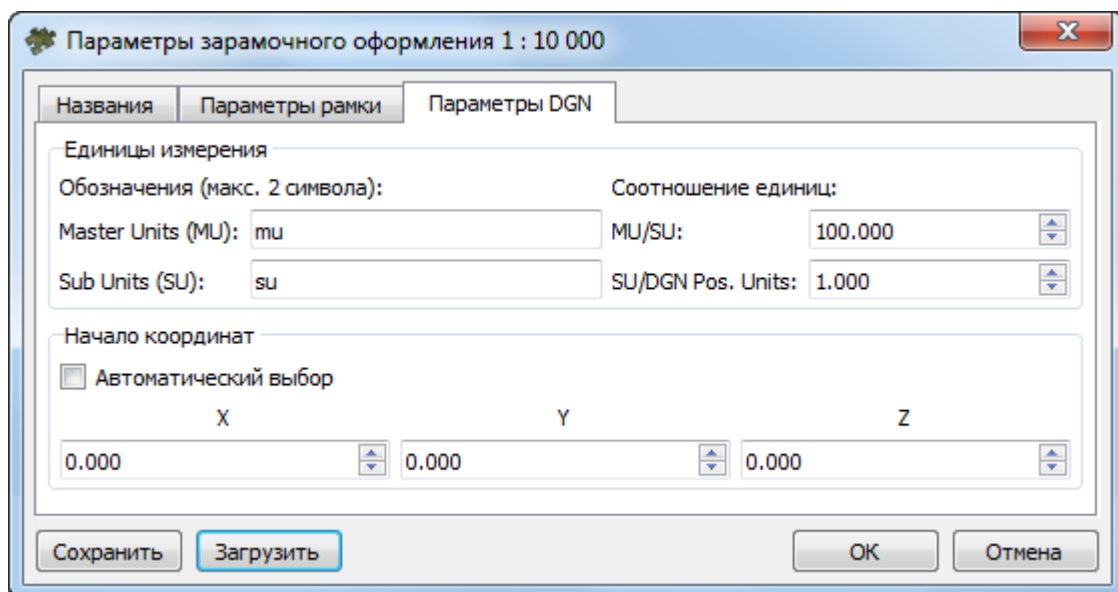 Параметры зарамочного оформления 1 : 10 000
Названия Параметры рамки Параметры DGN
Единицы измерения
Обозначения (макс. 2 символа): Соотношение единиц:
Master Units (MU): mu MU/SU: 100.000
Sub Units (SU): su SU/DGN Pos. Units: 1.000
Начало координат
Автоматический выбор
X Y Z
0.000 0.000 0.000
Сохранить Загрузить OK Отмена